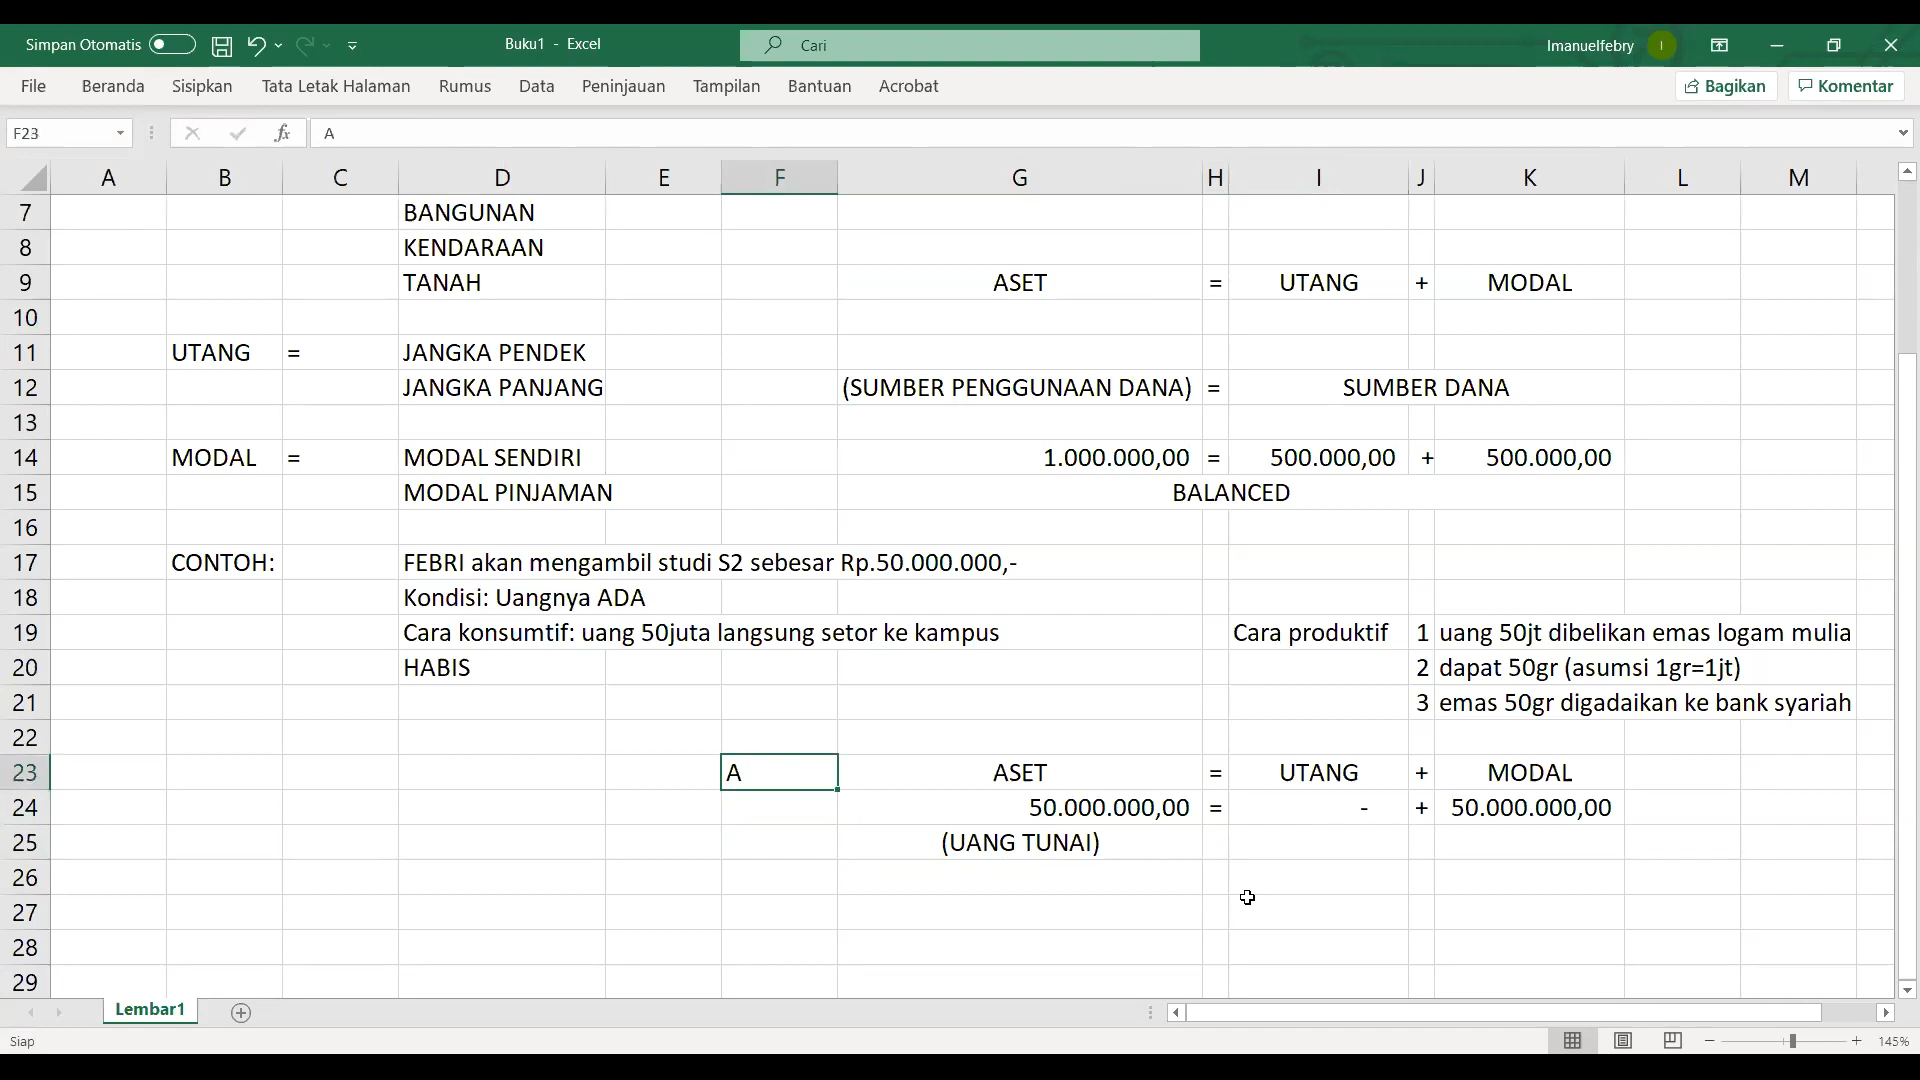 Simpan Otomatis Buku1 - Excel Cari Imanuelfebry I
File Beranda Sisipkan Tata Letak Halaman Rumus Data Peninjauan Tampilan Bantuan Acrobat Bagikan Komentar
F23 fx A
A B C D E F G H I J K L M
7 BANGUNAN
8 KENDARAAN
9 TANAH ASET = UTANG + MODAL
10
11 UTANG = JANGKA PENDEK
12 JANGKA PANJANG (SUMBER PENGGUNAAN DANA) = SUMBER DANA
13
14 MODAL = MODAL SENDIRI 1.000.000,00 = 500.000,00 + 500.000,00
15 MODAL PINJAMAN BALANCED
16
17 CONTOH: FEBRI akan mengambil studi S2 sebesar Rp.50.000.000,-
18 Kondisi: Uangnya ADA
19 Cara konsumtif: uang 50juta langsung setor ke kampus Cara produktif 1 uang 50jt dibelikan emas logam mulia
20 HABIS 2 dapat 50gr (asumsi 1gr=1jt)
21 3 emas 50gr digadaikan ke bank syariah
22
23 A ASET = UTANG + MODAL
24 50.000.000,00 = - + 50.000.000,00
25 (UANG TUNAI)
26
27
28
29
Lembar1
Siap 145%